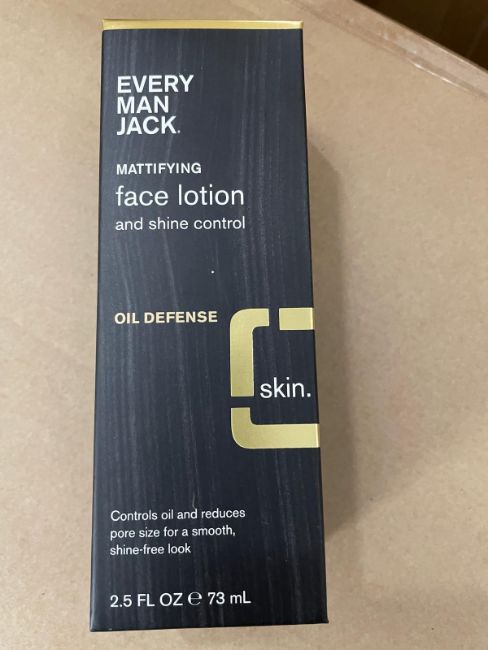 EVERY
MAN
JACK.
MATTIFYING
face lotion
and shine control
OIL DEFENSE
skin.
Controls oil and reduces
pore size for a smooth,
shine-free look
2.5 FL OZ ℮ 73 mL